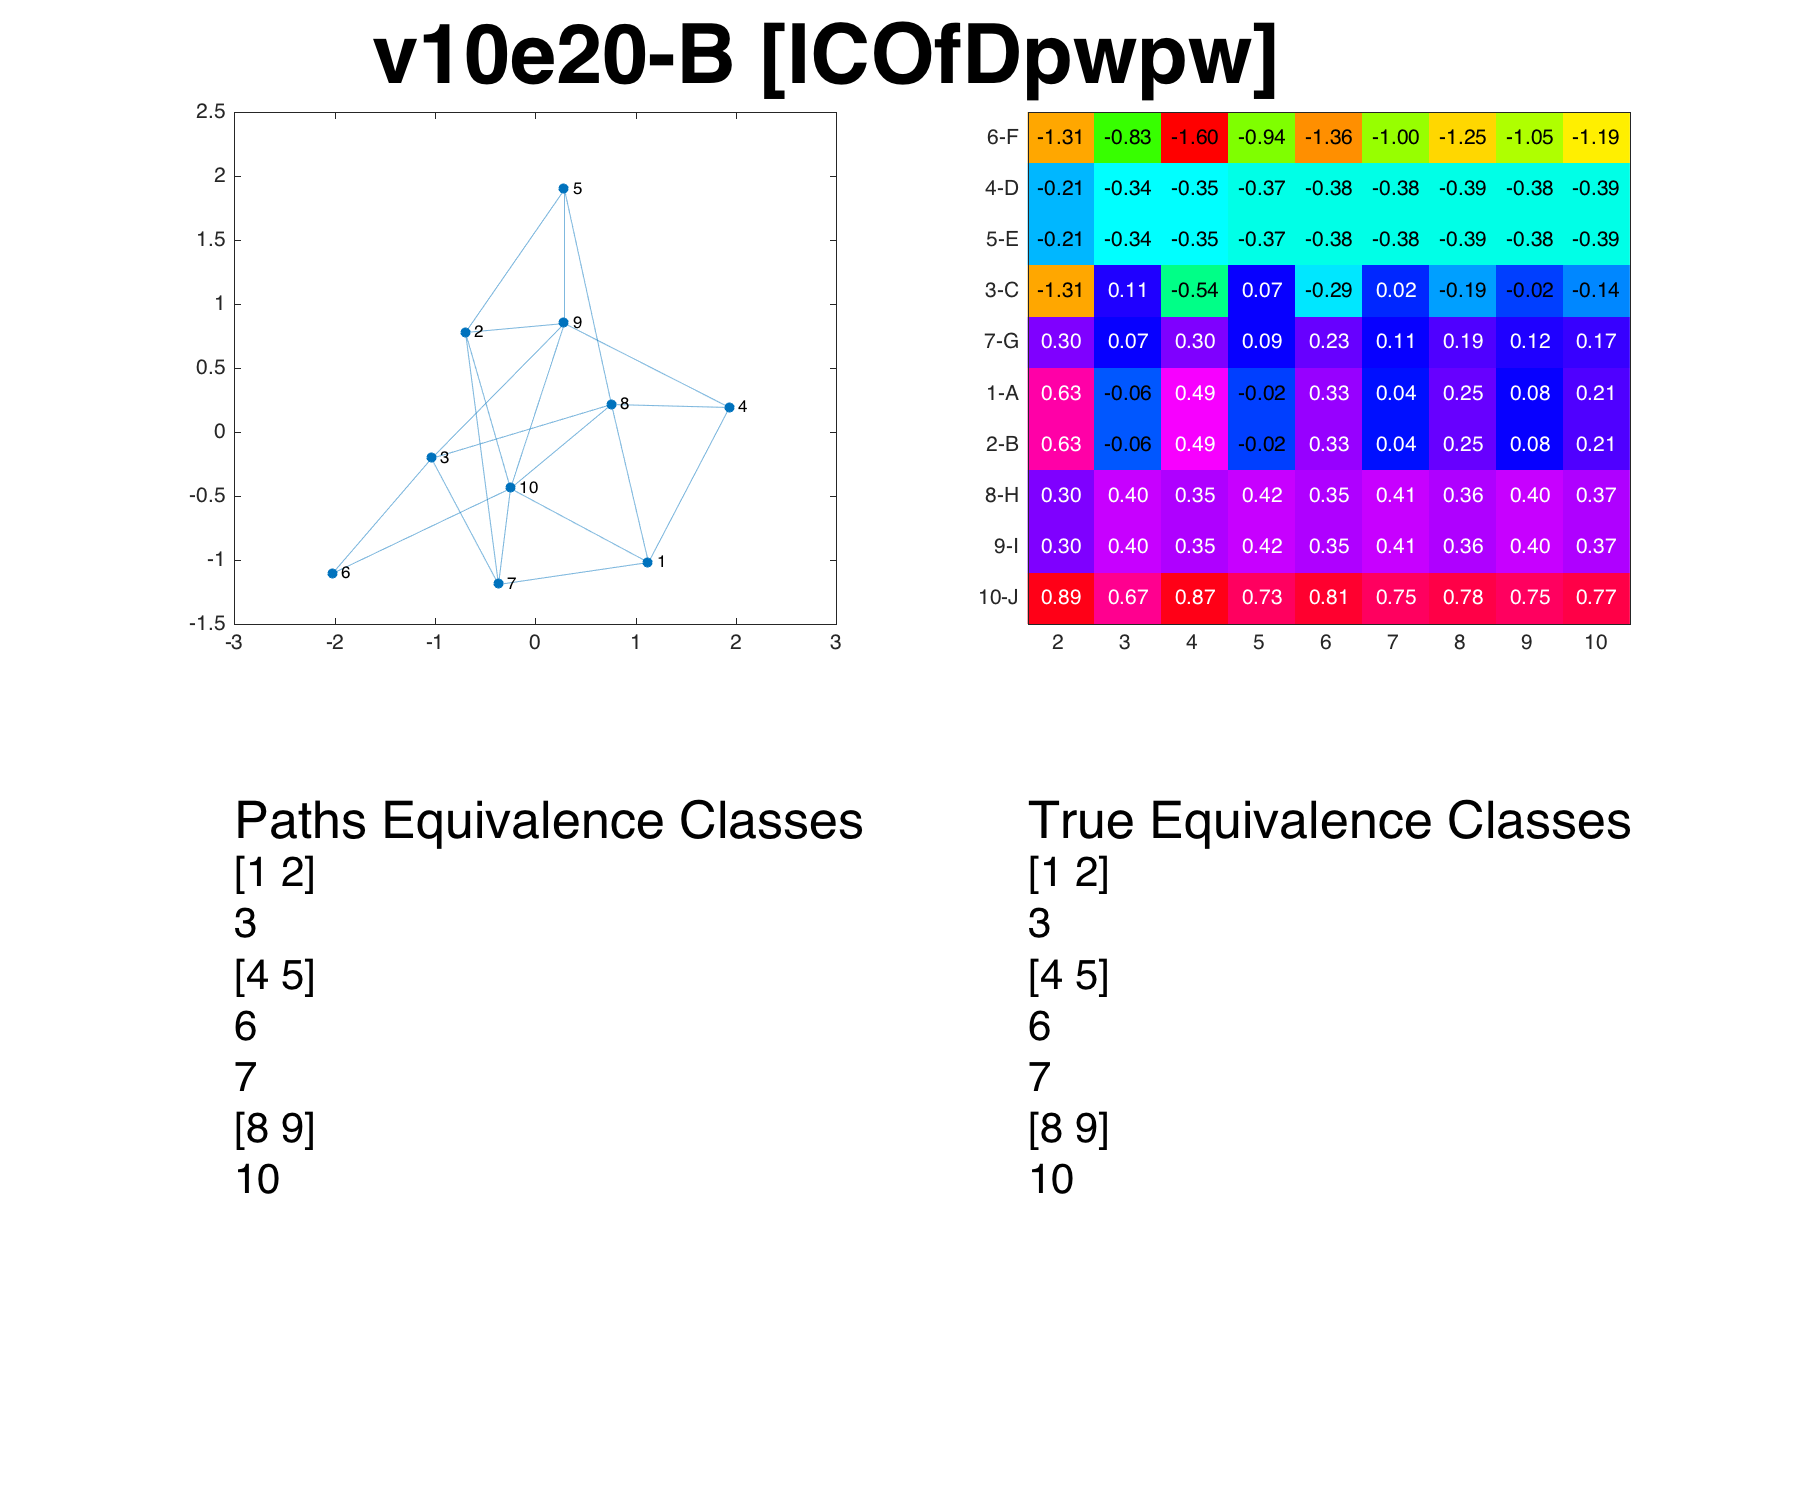 v10e20-B [ICOfDpwpw]
2.5
2
1.5
1
0.5
0
-0.5
-1
-1.5
-3 -2 -1 0 1 2 3
5
2
9
8
4
3
10
6
7
1
6-F -1.31 -0.83 -1.60 -0.94 -1.36 -1.00 -1.25 -1.05 -1.19
4-D -0.21 -0.34 -0.35 -0.37 -0.38 -0.38 -0.39 -0.38 -0.39
5-E -0.21 -0.34 -0.35 -0.37 -0.38 -0.38 -0.39 -0.38 -0.39
3-C -1.31 0.11 -0.54 0.07 -0.29 0.02 -0.19 -0.02 -0.14
7-G 0.30 0.07 0.30 0.09 0.23 0.11 0.19 0.12 0.17
1-A 0.63 -0.06 0.49 -0.02 0.33 0.04 0.25 0.08 0.21
2-B 0.63 -0.06 0.49 -0.02 0.33 0.04 0.25 0.08 0.21
8-H 0.30 0.40 0.35 0.42 0.35 0.41 0.36 0.40 0.37
9-I 0.30 0.40 0.35 0.42 0.35 0.41 0.36 0.40 0.37
10-J 0.89 0.67 0.87 0.73 0.81 0.75 0.78 0.75 0.77
2 3 4 5 6 7 8 9 10
Paths Equivalence Classes
[1 2]
3
[4 5]
6
7
[8 9]
10
True Equivalence Classes
[1 2]
3
[4 5]
6
7
[8 9]
10